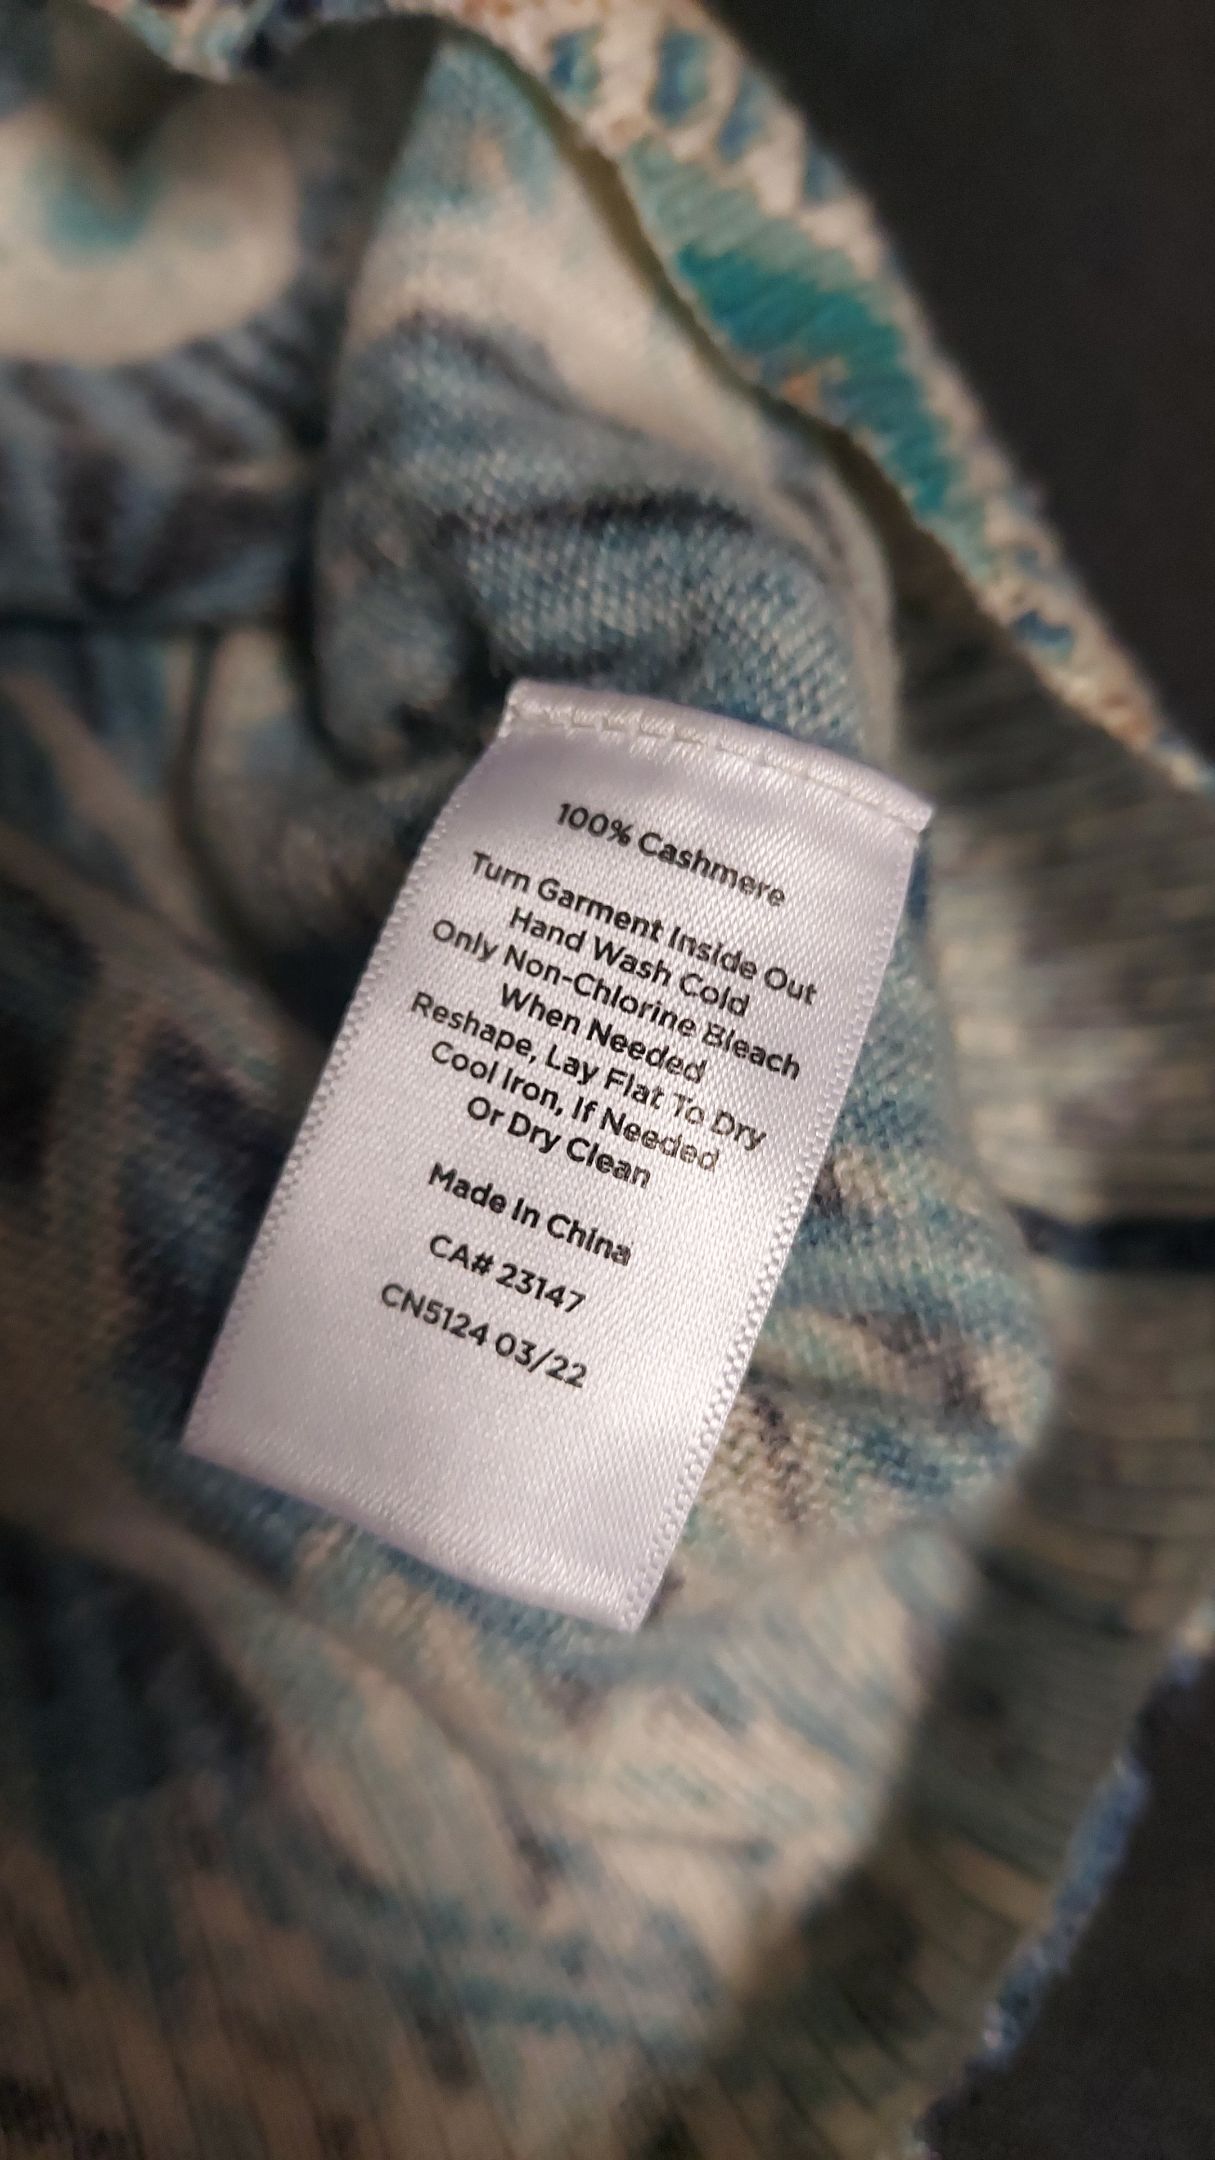 100% Cashmere
Turn Garment Inside Out
Hand Wash Cold
Only Non-Chlorine Bleach
When Needed
Reshape, Lay Flat To Dry
Cool Iron, If Needed
Or Dry Clean
Made In China
CA# 23147
CN5124 03/22